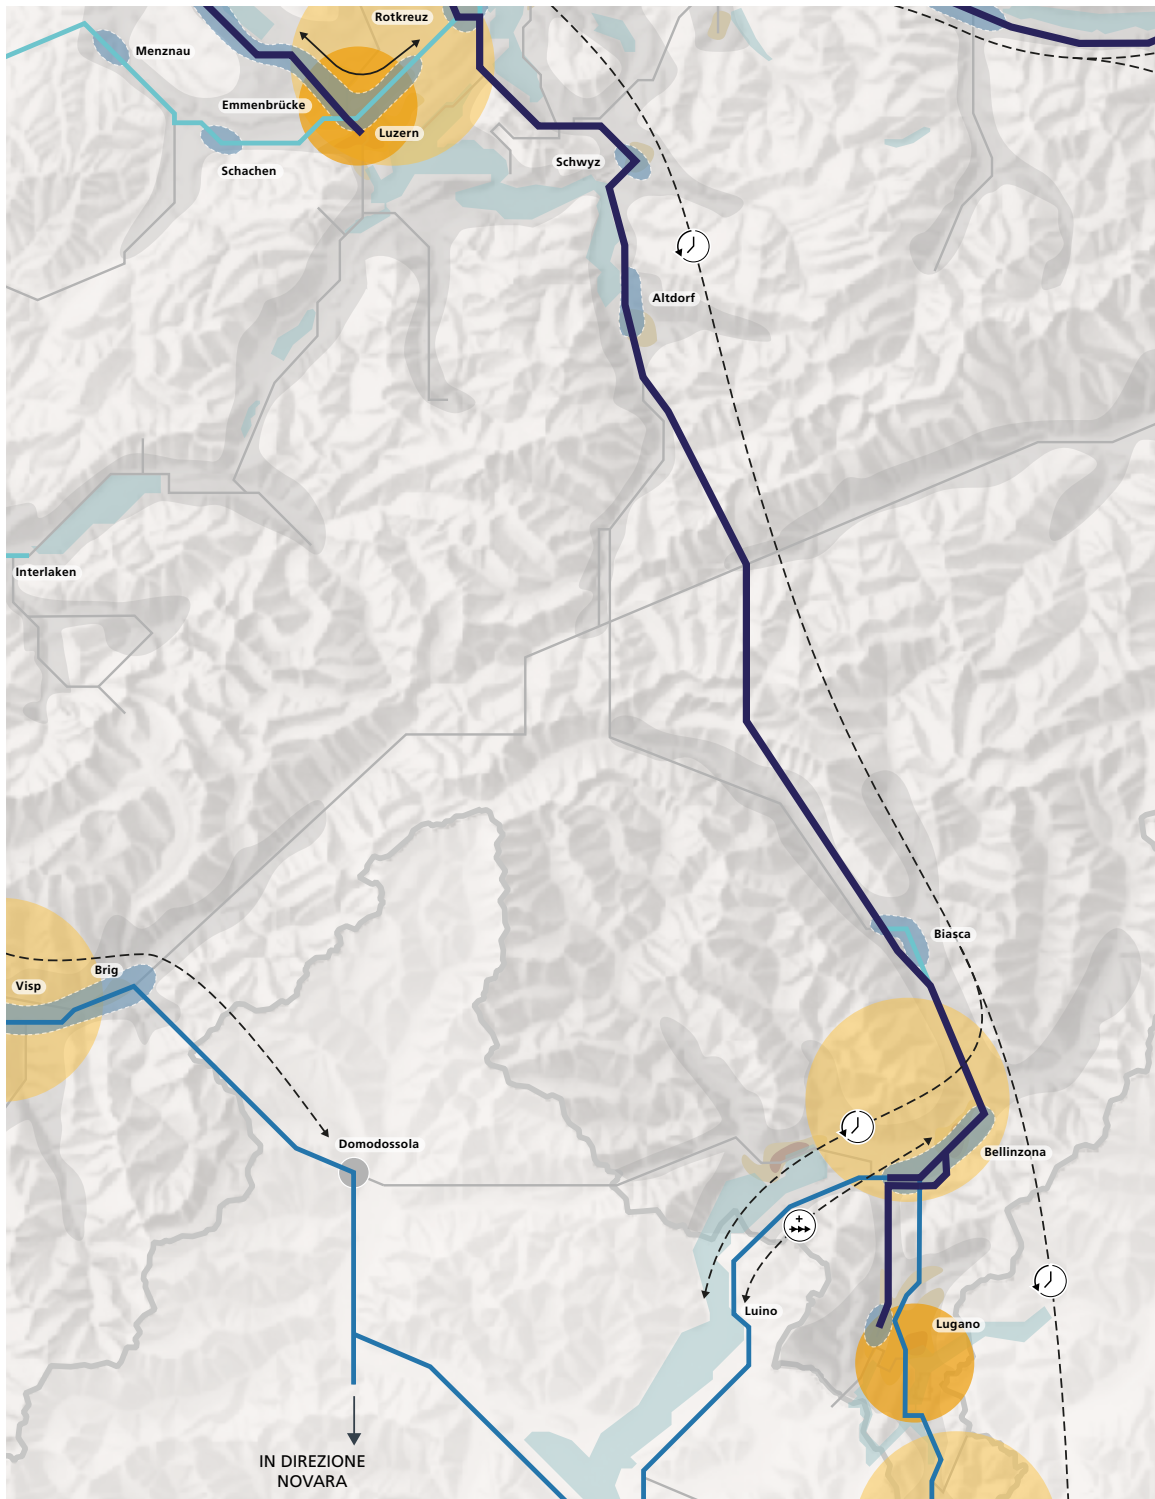 Rotkreuz
Menznau
Emmenbrücke
Luzern
Schwyz
Schachen
Altdorf
Interlaken
Biasca
Brig
Visp
Domodossola
Bellinzona
+
Luino
Lugano
IN DIREZIONE
NOVARA